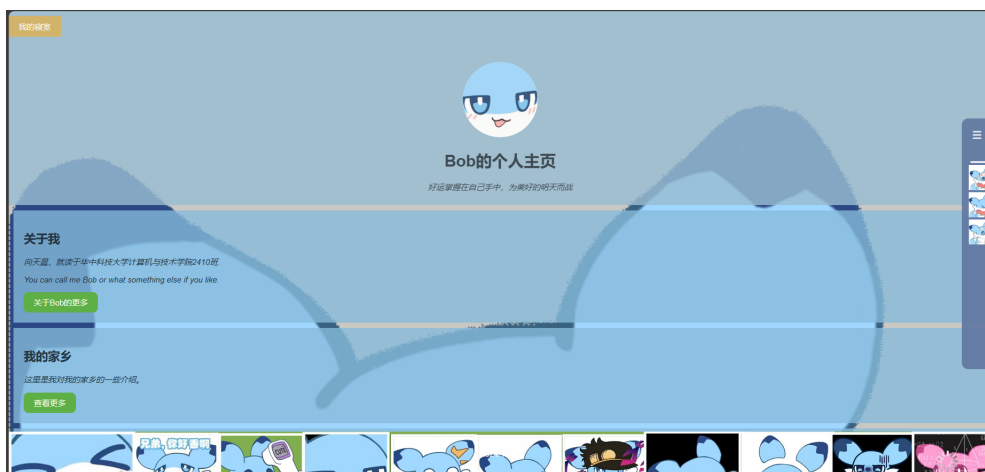 我的寝室
Bob的个人主页
好运掌握在自己手中，为美好的明天而战
关于我
向天星，就读于华中科技大学计算机与技术学院2410班.
You can call me Bob or what something else if you like.
关于Bob的更多
我的家乡
这里是我对我的家乡的一些介绍。
查看更多
兄弟，你好香啊